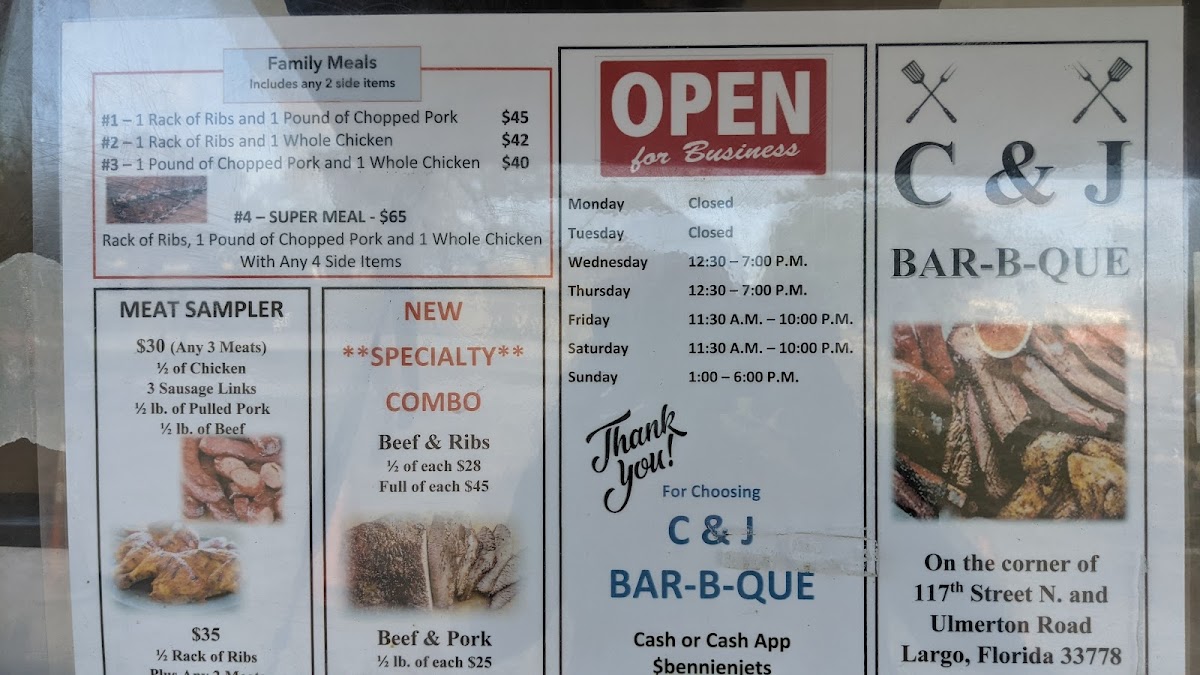 Family Meals
Includes any 2 side items
#1 – 1 Rack of Ribs and 1 Pound of Chopped Pork $45
#2 – 1 Rack of Ribs and 1 Whole Chicken $42
#3 – 1 Pound of Chopped Pork and 1 Whole Chicken $40
#4 – SUPER MEAL - $65
Rack of Ribs, 1 Pound of Chopped Pork and 1 Whole Chicken
With Any 4 Side Items
MEAT SAMPLER
$30 (Any 3 Meats)
½ of Chicken
3 Sausage Links
½ lb. of Pulled Pork
½ lb. of Beef
$35
½ Rack of Ribs
Plus Any 2 Meats
NEW
**SPECIALTY**
COMBO
Beef & Ribs
½ of each $28
Full of each $45
Beef & Pork
½ lb. of each $25
OPEN
for Business
Monday Closed
Tuesday Closed
Wednesday 12:30 – 7:00 P.M.
Thursday 12:30 – 7:00 P.M.
Friday 11:30 A.M. – 10:00 P.M.
Saturday 11:30 A.M. – 10:00 P.M.
Sunday 1:00 – 6:00 P.M.
Thank
you!
For Choosing
C & J
BAR-B-QUE
Cash or Cash App
$bennienjets
C & J
BAR-B-QUE
On the corner of
117th Street N. and
Ulmerton Road
Largo, Florida 33778